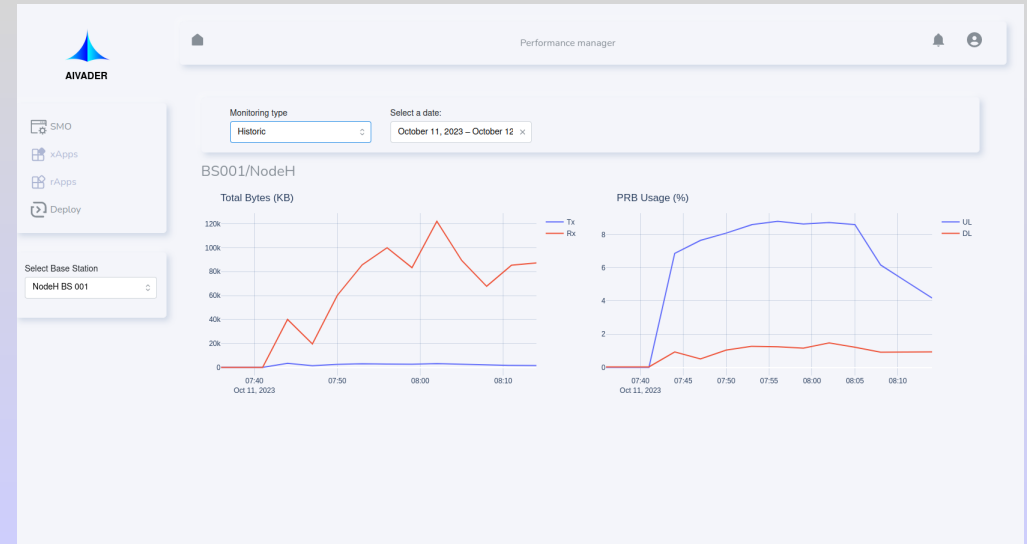 AIVADER
Performance manager
SMO
xApps
rApps
Deploy
Select Base Station
NodeH BS 001
Monitoring type
Historic
Select a date:
October 11, 2023 – October 12
BS001/NodeH
Total Bytes (KB)
120k
100k
80k
60k
40k
20k
0
07:40
Oct 11, 2023
07:50
08:00
08:10
Tx
Rx
PRB Usage (%)
8
6
4
2
0
07:40
Oct 11, 2023
07:45
07:50
07:55
08:00
08:05
08:10
UL
DL